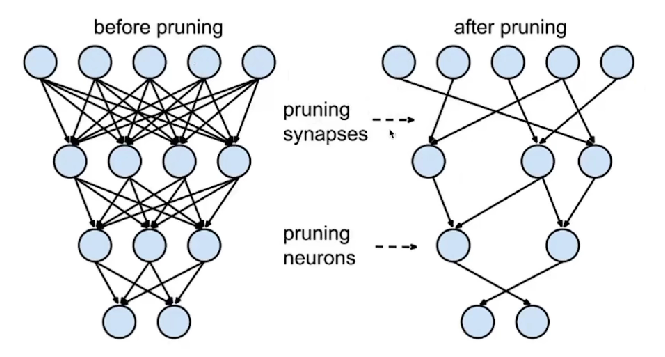 before pruning
after pruning
pruning
synapses
pruning
neurons